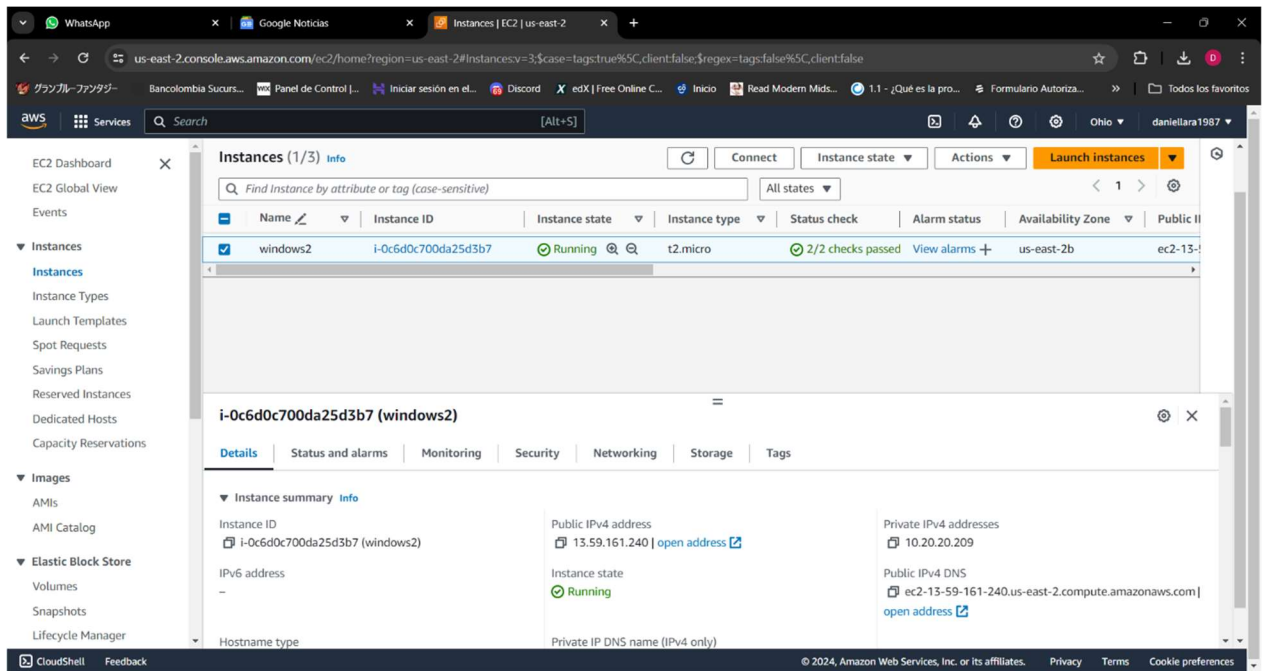 WhatsApp
Google Noticias
Instances | EC2 | us-east-2
us-east-2.console.aws.amazon.com/ec2/home?region=us-east-2#Instances:v=3;$case=tags:true%5C,client:false;$regex=tags:false%5C,client:false
グランブルーファンタジー
Bancolombia Sucurs...
WIX
Panel de Control |...
Iniciar sesión en el...
Discord
edX | Free Online C...
Inicio
Read Modern Mids...
1.1 - ¿Qué es la pro...
Formulario Autoriza...
Todos los favoritos
aws
Services
Search
[Alt+S]
Ohio
daniellara1987
EC2 Dashboard
EC2 Global View
Events
Instances
Instances
Instance Types
Launch Templates
Spot Requests
Savings Plans
Reserved Instances
Dedicated Hosts
Capacity Reservations
Images
AMIs
AMI Catalog
Elastic Block Store
Volumes
Snapshots
Lifecycle Manager
Instances (1/3) Info
Connect
Instance state
Actions
Launch instances
Find Instance by attribute or tag (case-sensitive)
All states
1
Name
Instance ID
Instance state
Instance type
Status check
Alarm status
Availability Zone
Public
windows2
i-0c6d0c700da25d3b7
Running
t2.micro
2/2 checks passed
View alarms
us-east-2b
ec2-13-
i-0c6d0c700da25d3b7 (windows2)
Details
Status and alarms
Monitoring
Security
Networking
Storage
Tags
Instance summary Info
Instance ID
i-0c6d0c700da25d3b7 (windows2)
Public IPv4 address
13.59.161.240 | open address
Private IPv4 addresses
10.20.20.209
IPv6 address
–
Instance state
Running
Public IPv4 DNS
ec2-13-59-161-240.us-east-2.compute.amazonaws.com |
open address
Hostname type
Private IP DNS name (IPv4 only)
CloudShell
Feedback
© 2024, Amazon Web Services, Inc. or its affiliates.
Privacy
Terms
Cookie preferences